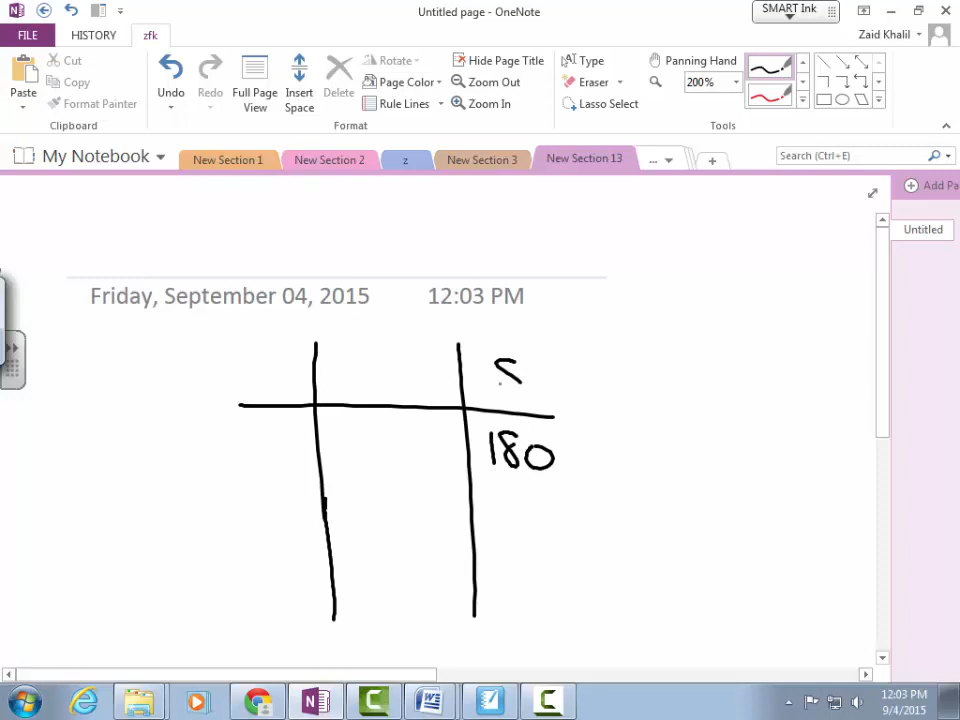 Untitled page - OneNote
SMART Ink
FILE HISTORY zfk
Zaid Khalil
Paste
Cut
Copy
Format Painter
Clipboard
Undo
Redo
Full Page View
Insert Space
Delete
Rotate
Page Color
Rule Lines
Hide Page Title
Zoom Out
Zoom In
Format
Type
Eraser
Lasso Select
Panning Hand
200%
Tools
My Notebook
New Section 1
New Section 2
z
New Section 3
New Section 13
...
Search (Ctrl+E)
Add Pa
Untitled
Friday, September 04, 2015 12:03 PM
180
12:03 PM
9/4/2015